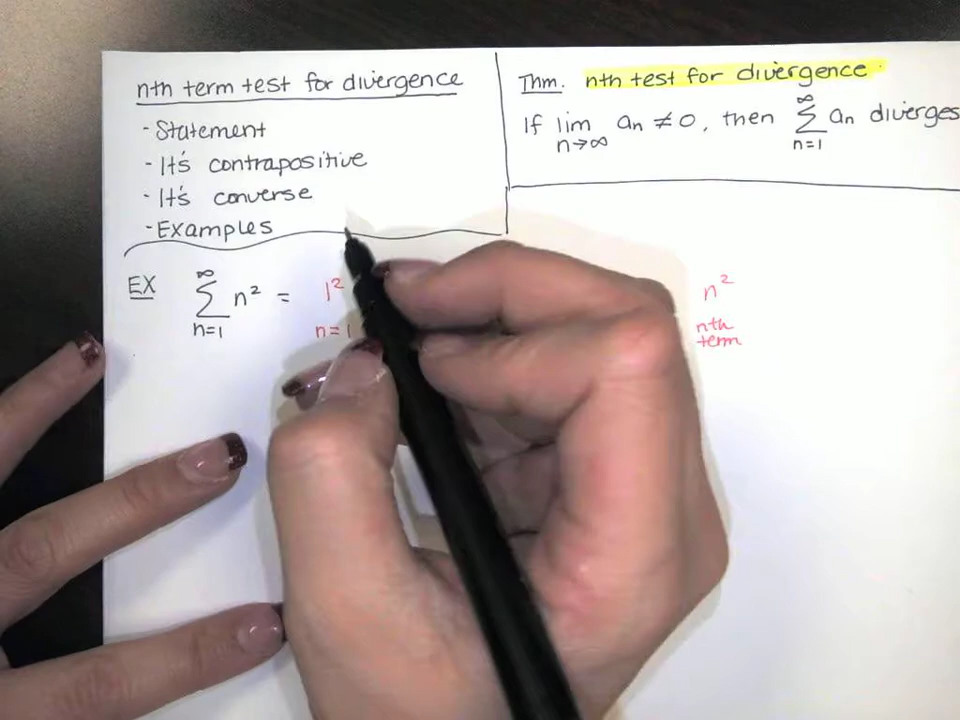 nth term test for divergence
- Statement
- It's contrapositive
- It's converse
- Examples
Thm. nth test for divergence.
If lim n→∞ an ≠ 0, then ∞ Σ n=1 an diverges
EX ∞ Σ n=1 n² = 1² n²
n=1 nth term